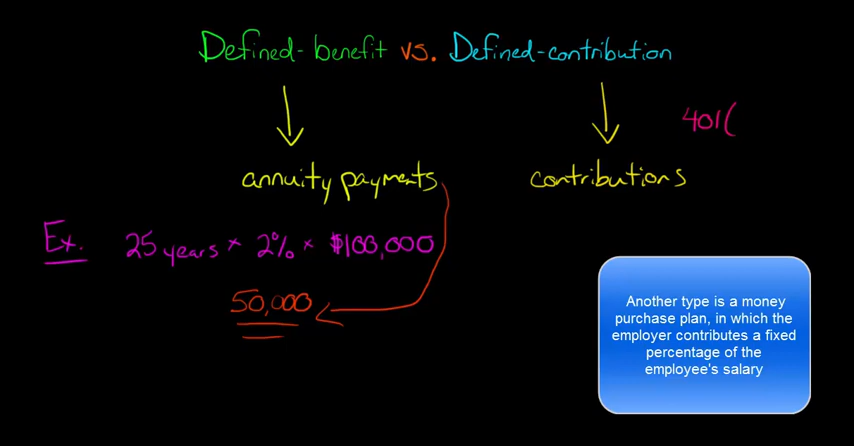 Defined-benefit vs. Defined-contribution
401(
annuity payments
contributions
Ex. 25 years × 2% × $100,000
50,000
Another type is a money
purchase plan, in which the
employer contributes a fixed
percentage of the
employee's salary